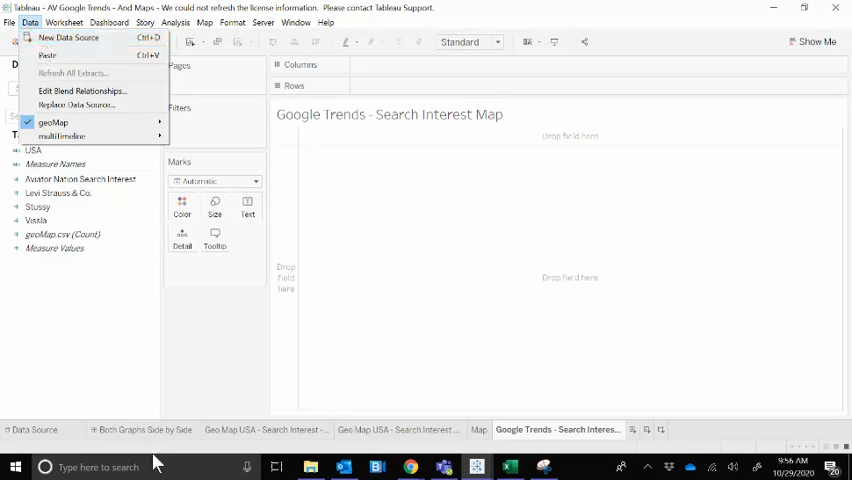 Tableau - AV Google Trends - And Maps - We could not refresh the license information. Please contact Tableau Support.
File Data Worksheet Dashboard Story Analysis Map Format Server Window Help
New Data Source Ctrl+D
Paste Ctrl+V
Refresh All Extracts...
Edit Blend Relationships...
Replace Data Source...
geoMap
multiTimeline
USA
Measure Names
Aviator Nation Search Interest
Levi Strauss & Co.
Stussy
Vissla
geoMap.csv (Count)
Measure Values
Standard
Show Me
Pages
Filters
Marks
Automatic
Color Size Text
Detail Tooltip
Columns
Rows
Google Trends - Search Interest Map
Drop field here
Drop
field
here
Drop field here
Data Source Both Graphs Side by Side Geo Map USA - Search Interest -... Geo Map USA - Search Interest ... Map Google Trends - Search Interes...
Type here to search
9:56 AM
10/29/2020
20